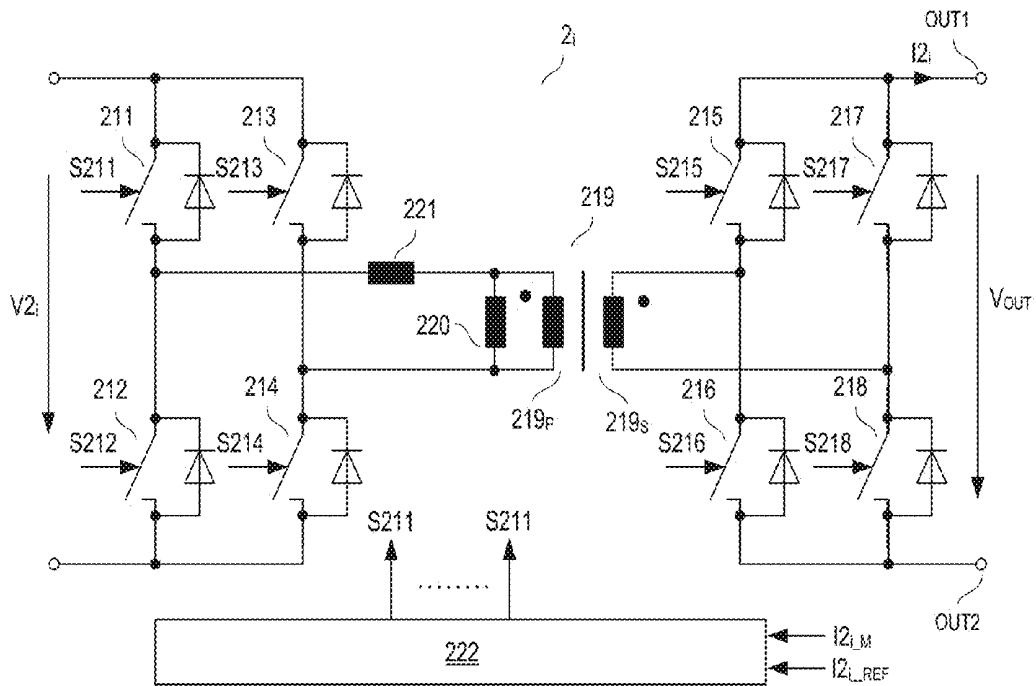 OUT1
2i
I2i
211
213
215
217
S211
S213
S215
S217
219
221
V2i
VOUT
220
212
214
219P
219S
216
218
S212
S214
S216
S218
S211
S211
OUT2
222
I2i_M
I2i_REF